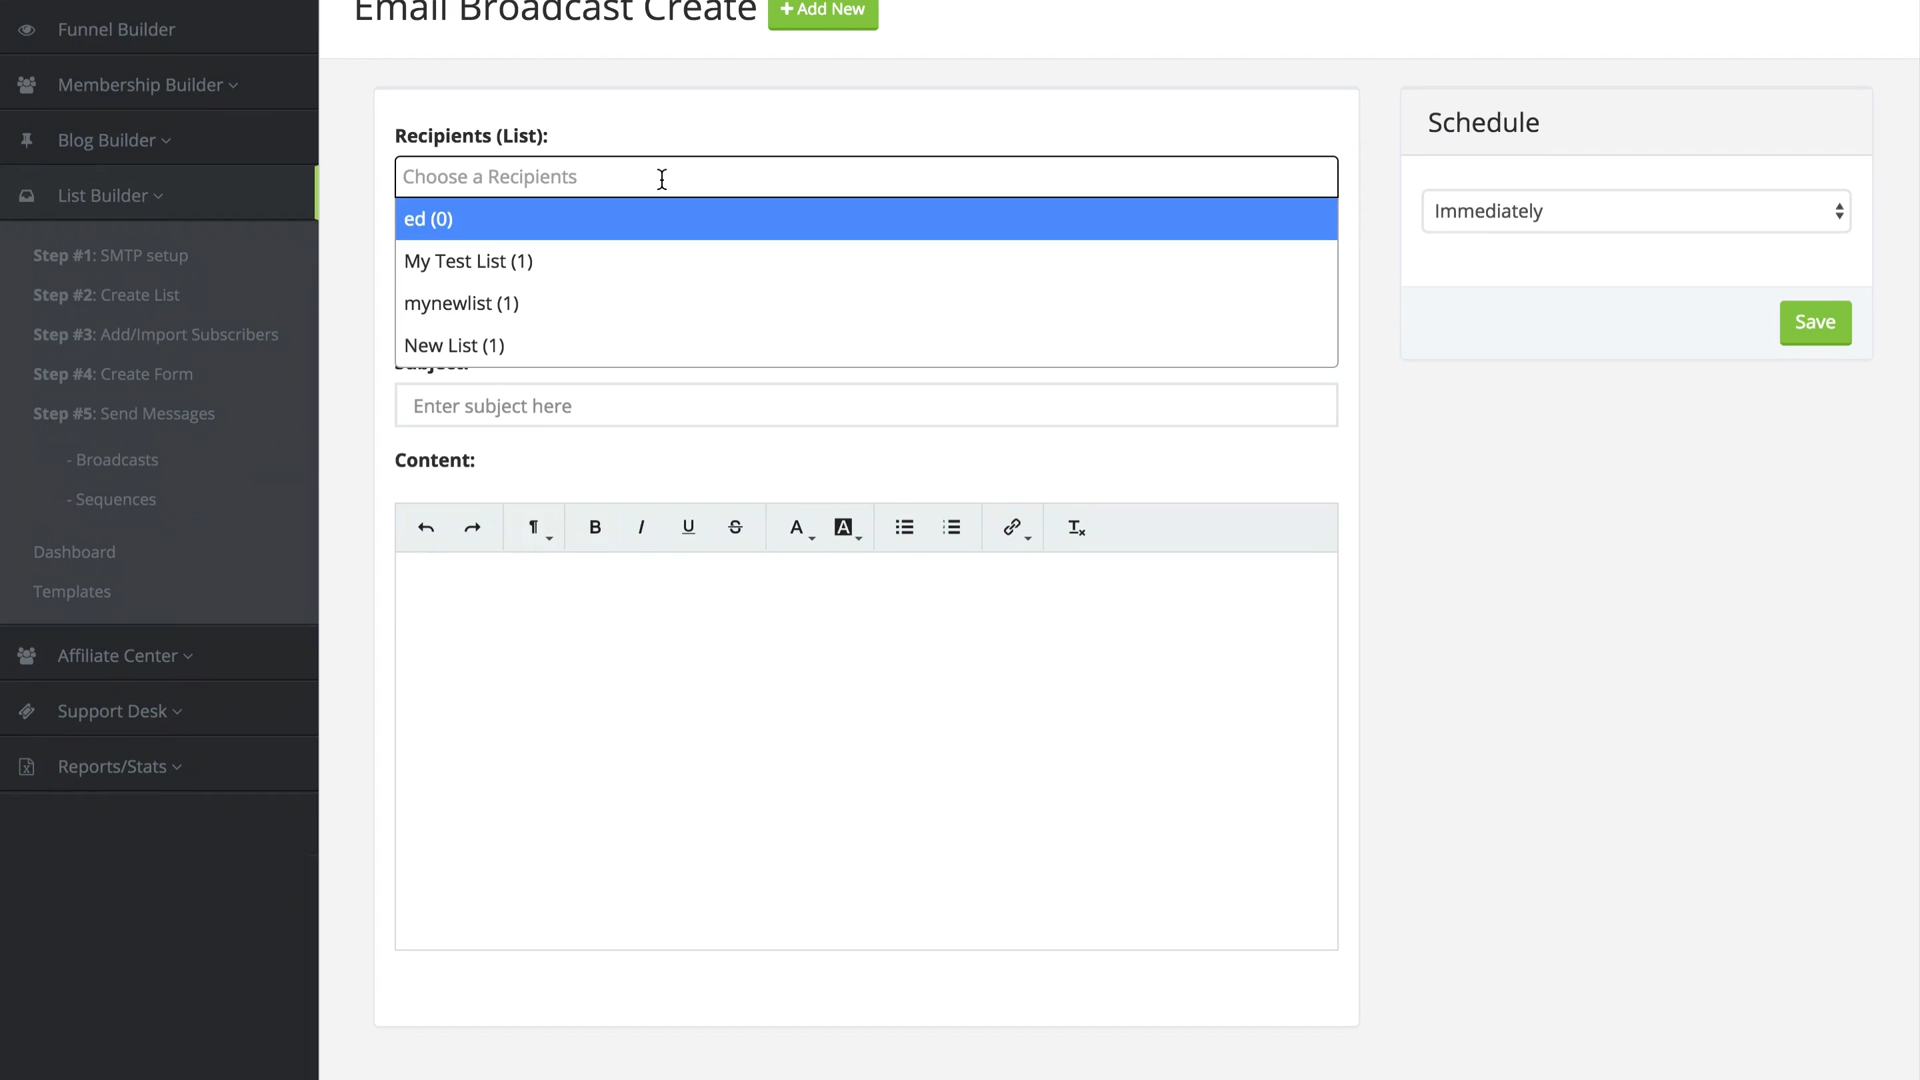 Funnel Builder
Membership Builder
Blog Builder
List Builder
Step #1: SMTP setup
Step #2: Create List
Step #3: Add/Import Subscribers
Step #4: Create Form
Step #5: Send Messages
- Broadcasts
- Sequences
Dashboard
Templates
Affiliate Center
Support Desk
Reports/Stats
Email Broadcast Create
+ Add New
Recipients (List):
Choose a Recipients
ed (0)
My Test List (1)
mynewlist (1)
New List (1)
Subject:
Enter subject here
Content:
Schedule
Immediately
Save